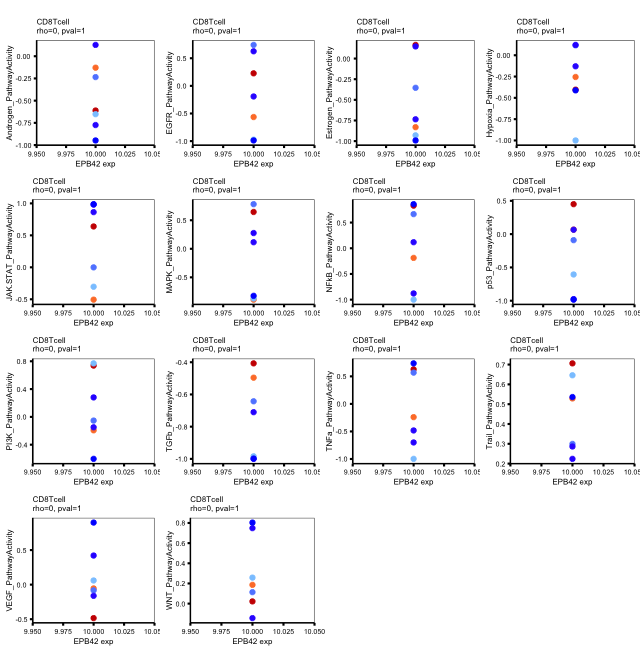 CD8Tcell
rho=0, pval=1
Androgen_PathwayActivity
0.00
-0.25
-0.50
-0.75
-1.00
9.950 9.975 10.000 10.025 10.05
EPB42 exp
CD8Tcell
rho=0, pval=1
EGFR_PathwayActivity
0.5
0.0
-0.5
-1.0
9.950 9.975 10.000 10.025 10.05
EPB42 exp
CD8Tcell
rho=0, pval=1
Estrogen_PathwayActivity
0.00
-0.25
-0.50
-0.75
-1.00
9.950 9.975 10.000 10.025 10.05
EPB42 exp
CD8Tcell
rho=0, pval=1
Hypoxia_PathwayActivity
0.00
-0.25
-0.50
-0.75
-1.00
9.950 9.975 10.000 10.025 10.05
EPB42 exp
CD8Tcell
rho=0, pval=1
JAK.STAT_PathwayActivity
1.0
0.5
0.0
-0.5
9.950 9.975 10.000 10.025 10.05
EPB42 exp
CD8Tcell
rho=0, pval=1
MAPK_PathwayActivity
0.5
0.0
-0.5
9.950 9.975 10.000 10.025 10.05
EPB42 exp
CD8Tcell
rho=0, pval=1
NFkB_PathwayActivity
0.5
0.0
-0.5
-1.0
9.950 9.975 10.000 10.025 10.05
EPB42 exp
CD8Tcell
rho=0, pval=1
p53_PathwayActivity
0.5
0.0
-0.5
-1.0
9.950 9.975 10.000 10.025 10.05
EPB42 exp
CD8Tcell
rho=0, pval=1
PI3K_PathwayActivity
0.8
0.4
0.0
-0.4
9.950 9.975 10.000 10.025 10.05
EPB42 exp
CD8Tcell
rho=0, pval=1
TGFb_PathwayActivity
-0.4
-0.6
-0.8
-1.0
9.950 9.975 10.000 10.025 10.05
EPB42 exp
CD8Tcell
rho=0, pval=1
TNFa_PathwayActivity
0.5
0.0
-0.5
-1.0
9.950 9.975 10.000 10.025 10.05
EPB42 exp
CD8Tcell
rho=0, pval=1
Trail_PathwayActivity
0.7
0.6
0.5
0.4
0.3
0.2
9.950 9.975 10.000 10.025 10.05
EPB42 exp
CD8Tcell
rho=0, pval=1
VEGF_PathwayActivity
0.5
0.0
-0.5
9.950 9.975 10.000 10.025 10.05
EPB42 exp
CD8Tcell
rho=0, pval=1
WNT_PathwayActivity
0.8
0.4
0.0
9.950 9.975 10.000 10.025 10.050
EPB42 exp